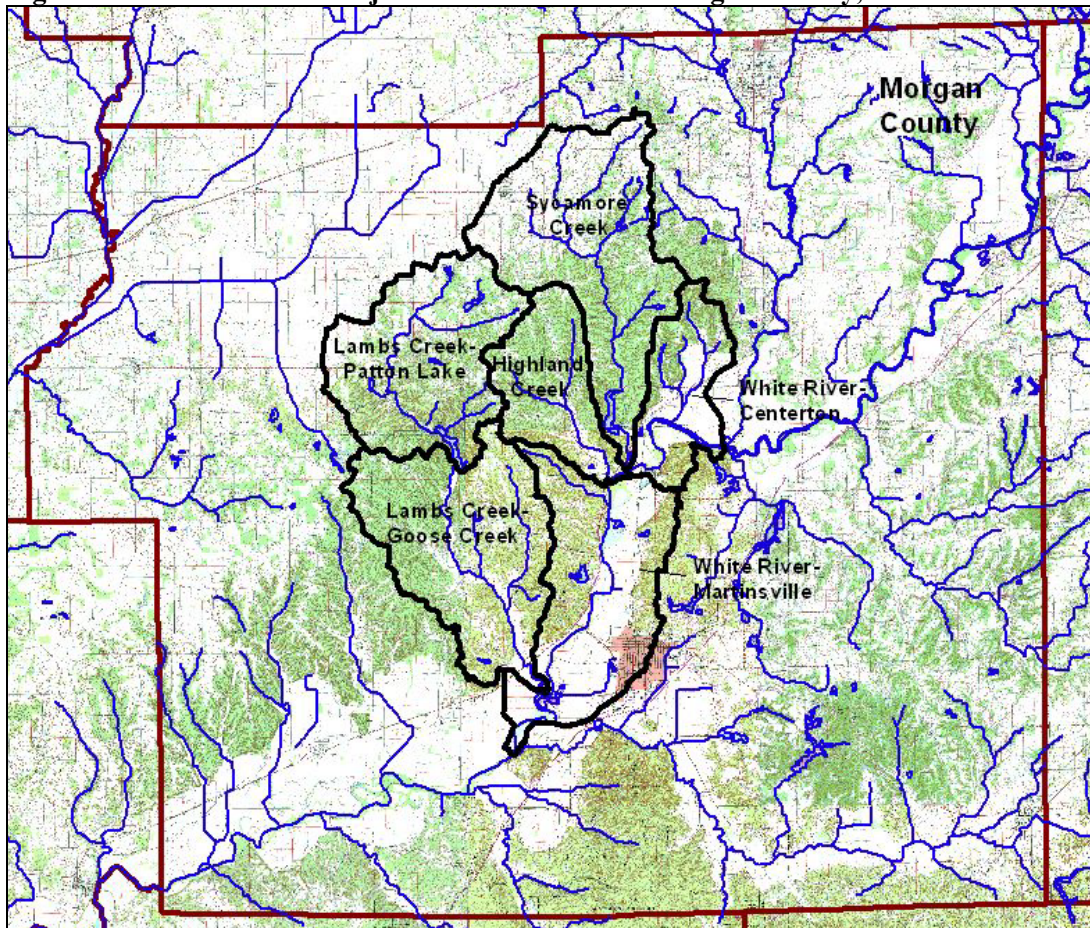 Morgan
County
Sycamore
Creek
Lambs Creek-
Patton Lake
Highland
Creek
White River-
Centerton
Lambs Creek-
Goose Creek
White River-
Martinsville